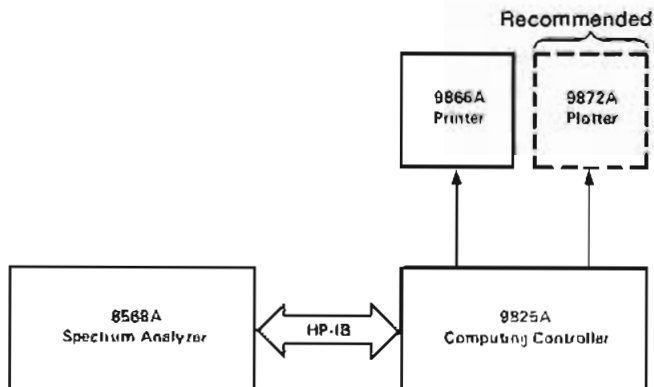 Recommended
9866A
Printer
9872A
Plotter
8568A
Spectrum Analyzer
HP-IB
9825A
Computing Controller